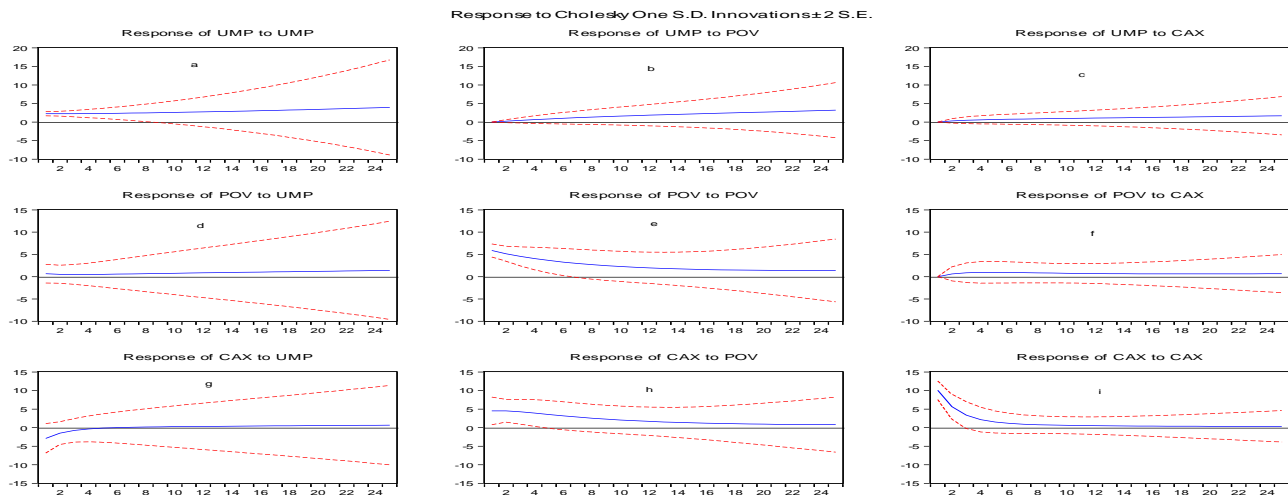 Response to Cholesky One S.D. Innovations ± 2 S.E.
Response of UMP to UMP
20
15
10
5
0
-5
-10
a
2 4 6 8 10 12 14 16 18 20 22 24
Response of UMP to POV
20
15
10
5
0
-5
-10
b
2 4 6 8 10 12 14 16 18 20 22 24
Response of UMP to CAX
20
15
10
5
0
-5
-10
c
2 4 6 8 10 12 14 16 18 20 22 24
Response of POV to UMP
15
10
5
0
-5
-10
d
2 4 6 8 10 12 14 16 18 20 22 24
Response of POV to POV
15
10
5
0
-5
-10
e
2 4 6 8 10 12 14 16 18 20 22 24
Response of POV to CAX
15
10
5
0
-5
-10
f
2 4 6 8 10 12 14 16 18 20 22 24
Response of CAX to UMP
15
10
5
0
-5
-10
-15
g
2 4 6 8 10 12 14 16 18 20 22 24
Response of CAX to POV
15
10
5
0
-5
-10
-15
h
2 4 6 8 10 12 14 16 18 20 22 24
Response of CAX to CAX
15
10
5
0
-5
-10
-15
i
2 4 6 8 10 12 14 16 18 20 22 24